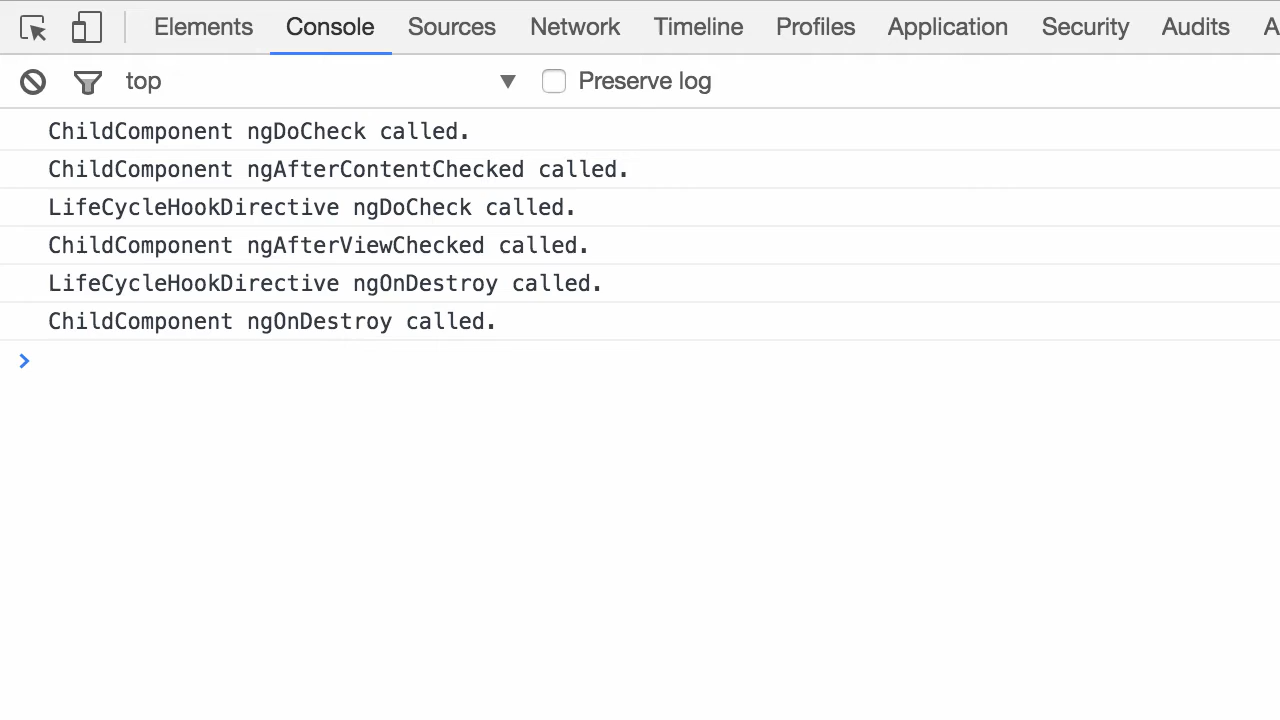 Elements Console Sources Network Timeline Profiles Application Security Audits A
top ▼ Preserve log
ChildComponent ngDoCheck called.
ChildComponent ngAfterContentChecked called.
LifeCycleHookDirective ngDoCheck called.
ChildComponent ngAfterViewChecked called.
LifeCycleHookDirective ngOnDestroy called.
ChildComponent ngOnDestroy called.